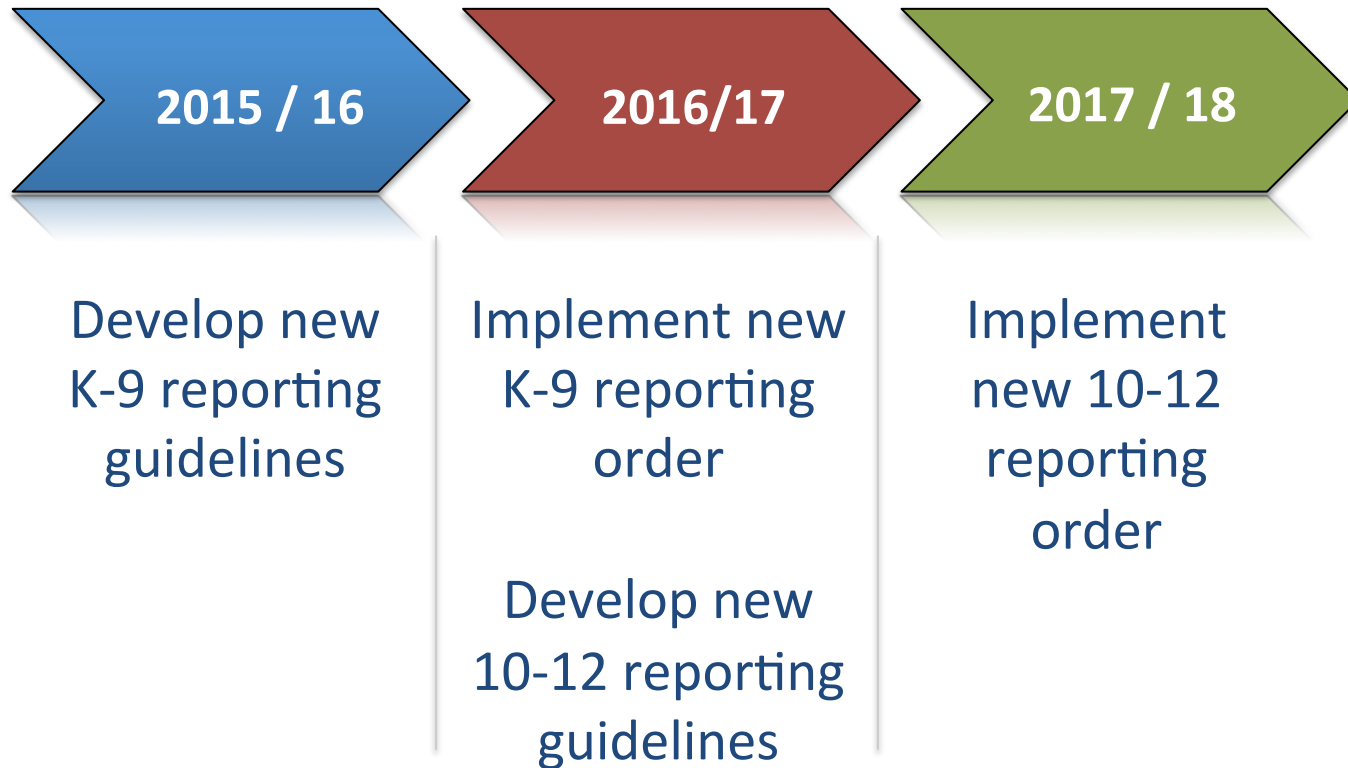 2015 / 16
2016/17
2017 / 18
Develop new
K-9 reporting
guidelines
Implement new
K-9 reporting
order
Develop new
10-12 reporting
guidelines
Implement
new 10-12
reporting
order